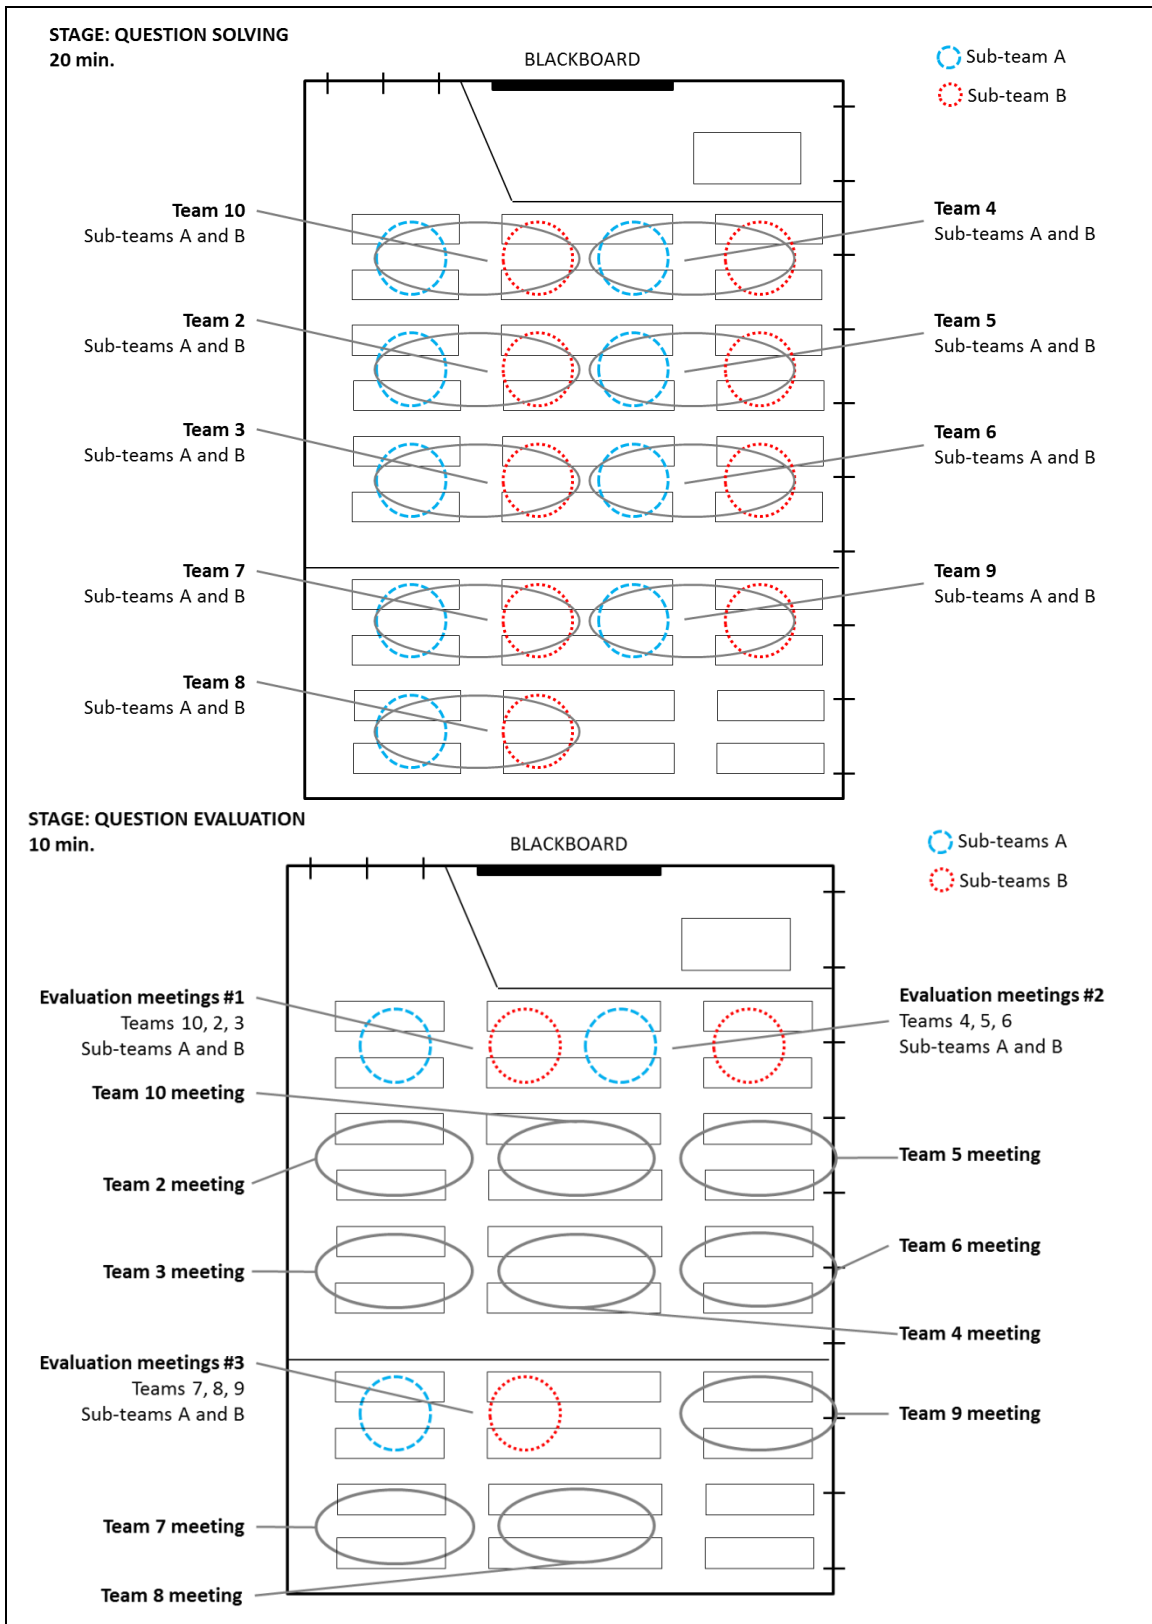 STAGE: QUESTION SOLVING
20 min.
BLACKBOARD
Sub-team A
Sub-team B
Team 10
Sub-teams A and B
Team 4
Sub-teams A and B
Team 2
Sub-teams A and B
Team 5
Sub-teams A and B
Team 3
Sub-teams A and B
Team 6
Sub-teams A and B
Team 7
Sub-teams A and B
Team 9
Sub-teams A and B
Team 8
Sub-teams A and B
STAGE: QUESTION EVALUATION
10 min.
BLACKBOARD
Sub-teams A
Sub-teams B
Evaluation meetings #1
Teams 10, 2, 3
Sub-teams A and B
Evaluation meetings #2
Teams 4, 5, 6
Sub-teams A and B
Team 10 meeting
Team 5 meeting
Team 2 meeting
Team 6 meeting
Team 3 meeting
Team 4 meeting
Evaluation meetings #3
Teams 7, 8, 9
Sub-teams A and B
Team 9 meeting
Team 7 meeting
Team 8 meeting